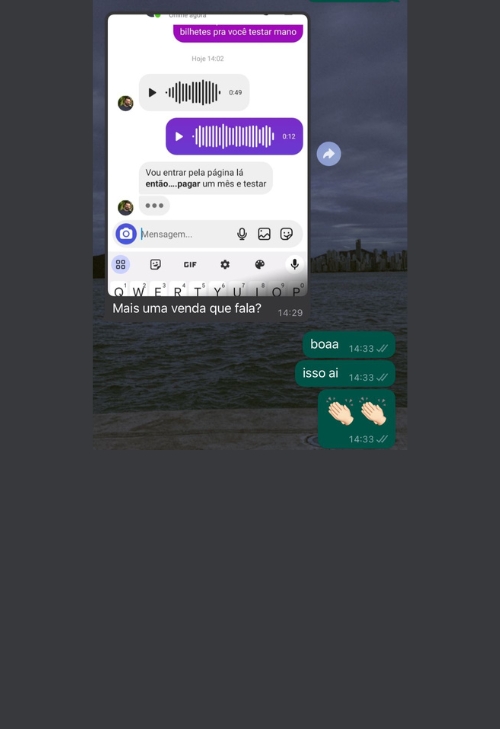 bilhetes pra você testar mano
Hoje 14:02
0:49
0:12
Vou entrar pela página lá
então....pagar um mês e testar
Mensagem...
GIF
Q W E R T Y U I O P
Mais uma venda que fala?
14:29
boaa 14:33
isso ai 14:33
14:33